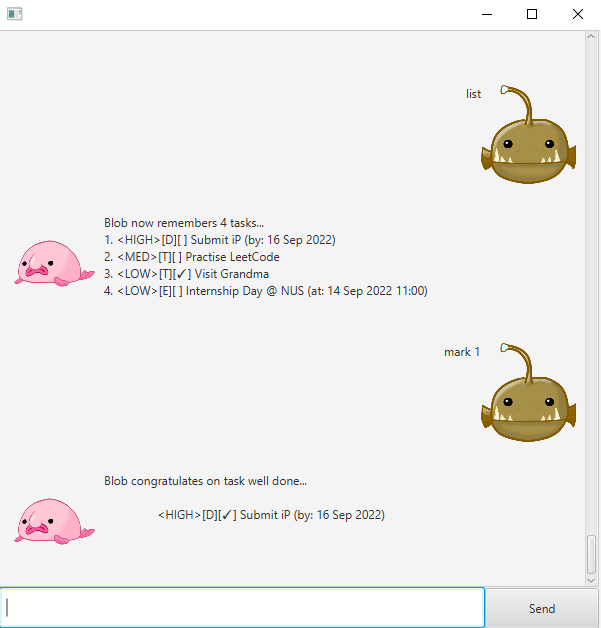 list
Blob now remembers 4 tasks...
1. <HIGH>[D][ ] Submit iP (by: 16 Sep 2022)
2. <MED>[T][ ] Practise LeetCode
3. <LOW>[T][✓] Visit Grandma
4. <LOW>[E][ ] Internship Day @ NUS (at: 14 Sep 2022 11:00)
mark 1
Blob congratulates on task well done...
<HIGH>[D][✓] Submit iP (by: 16 Sep 2022)
Send